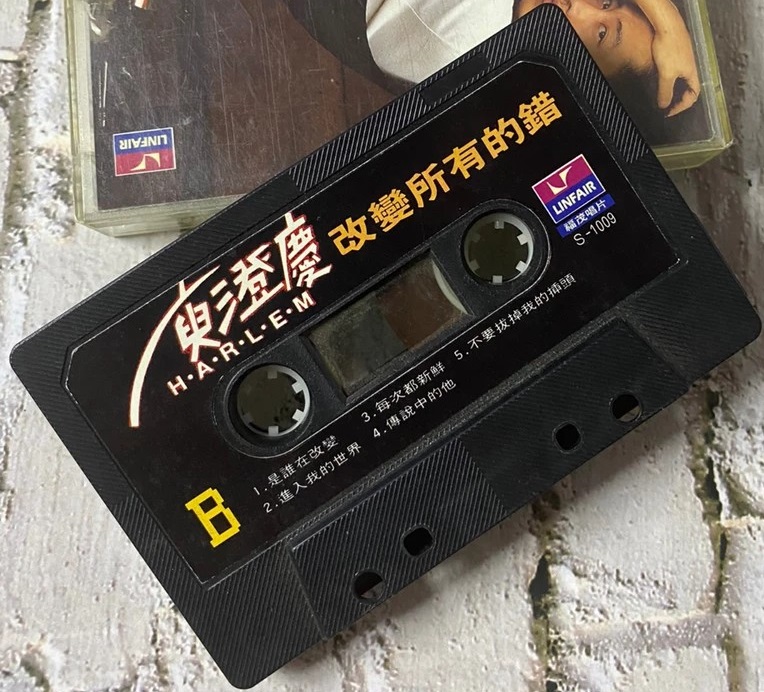 LINFAIR
改變所有的錯
LINFAIR
福茂唱片
S-1009
庾澄慶
H·A·R·L·E·M
B
1.是誰在改變
2.進入我的世界
3.每次都新鮮
4.傳說中的他
5.不要拔掉我的插頭